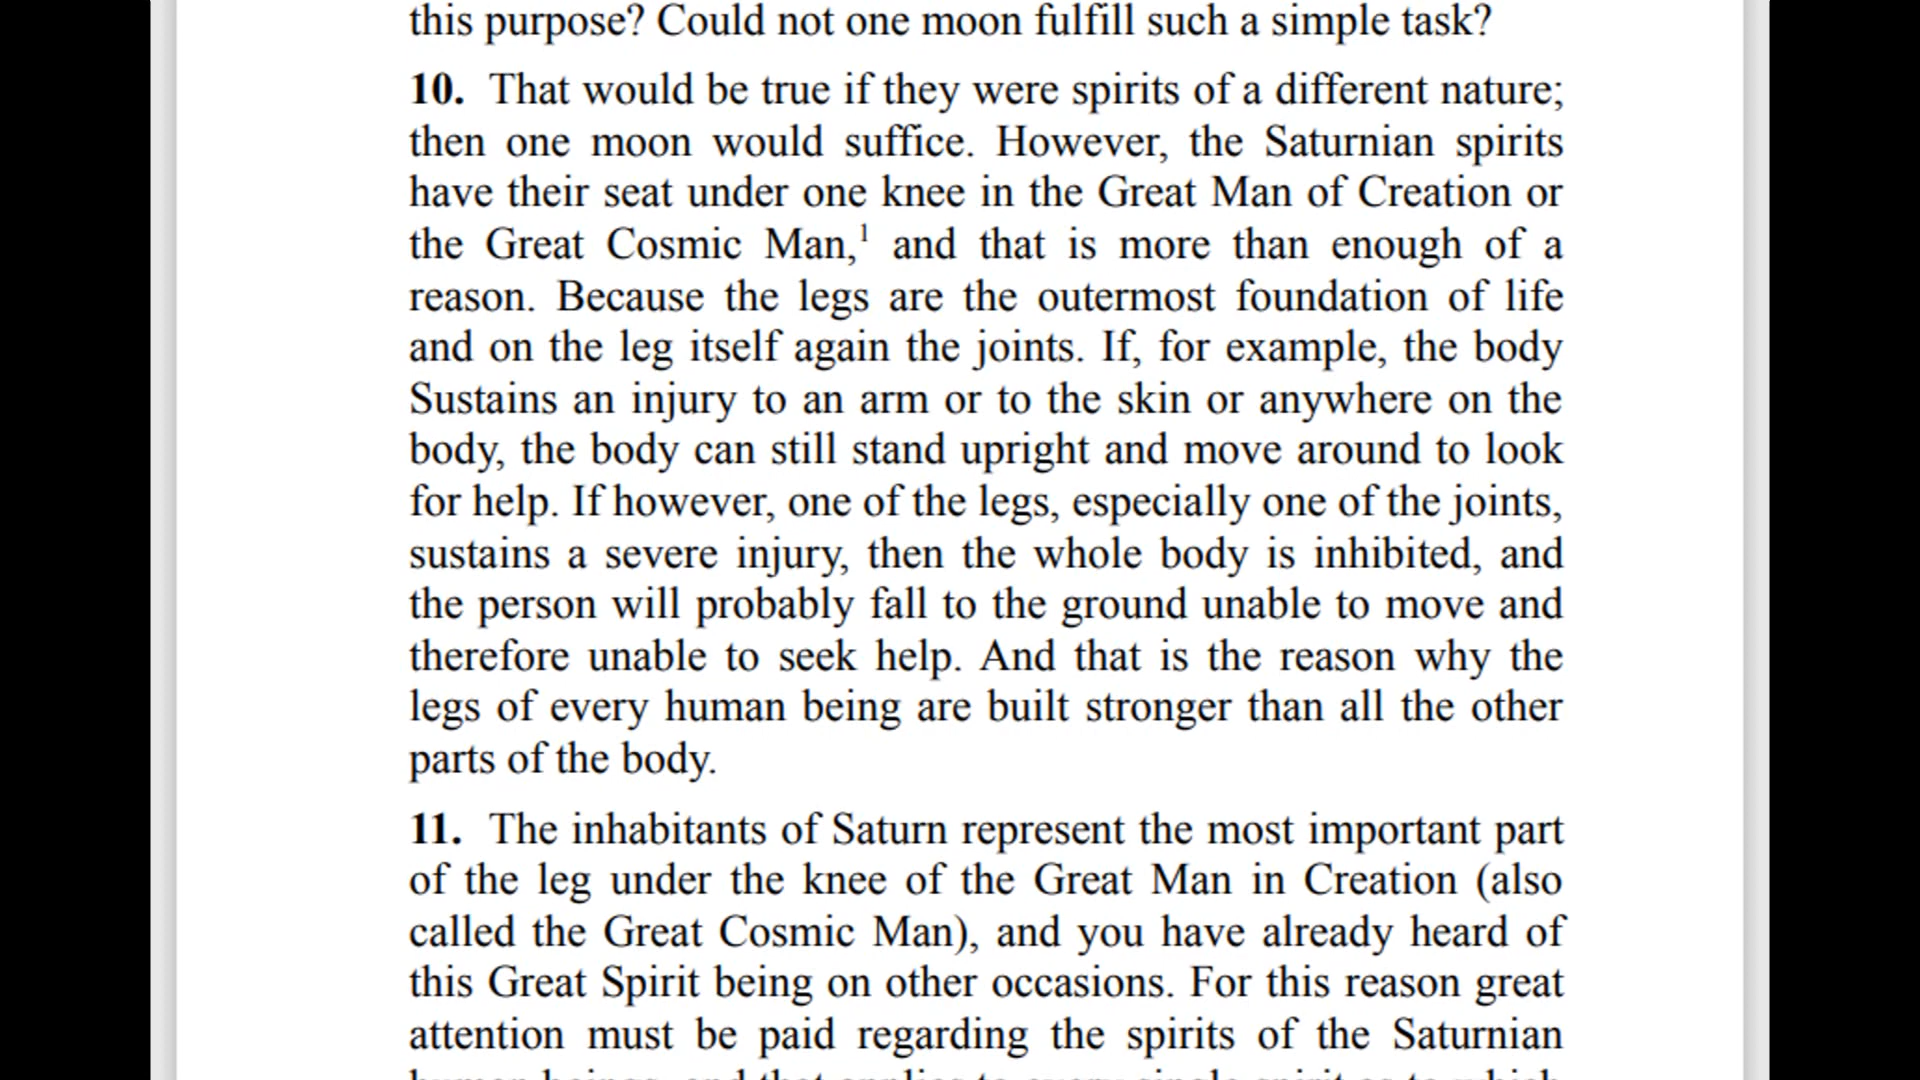 this purpose? Could not one moon fulfill such a simple task?
10. That would be true if they were spirits of a different nature;
then one moon would suffice. However, the Saturnian spirits
have their seat under one knee in the Great Man of Creation or
the Great Cosmic Man,1 and that is more than enough of a
reason. Because the legs are the outermost foundation of life
and on the leg itself again the joints. If, for example, the body
Sustains an injury to an arm or to the skin or anywhere on the
body, the body can still stand upright and move around to look
for help. If however, one of the legs, especially one of the joints,
sustains a severe injury, then the whole body is inhibited, and
the person will probably fall to the ground unable to move and
therefore unable to seek help. And that is the reason why the
legs of every human being are built stronger than all the other
parts of the body.
11. The inhabitants of Saturn represent the most important part
of the leg under the knee of the Great Man in Creation (also
called the Great Cosmic Man), and you have already heard of
this Great Spirit being on other occasions. For this reason great
attention must be paid regarding the spirits of the Saturnian